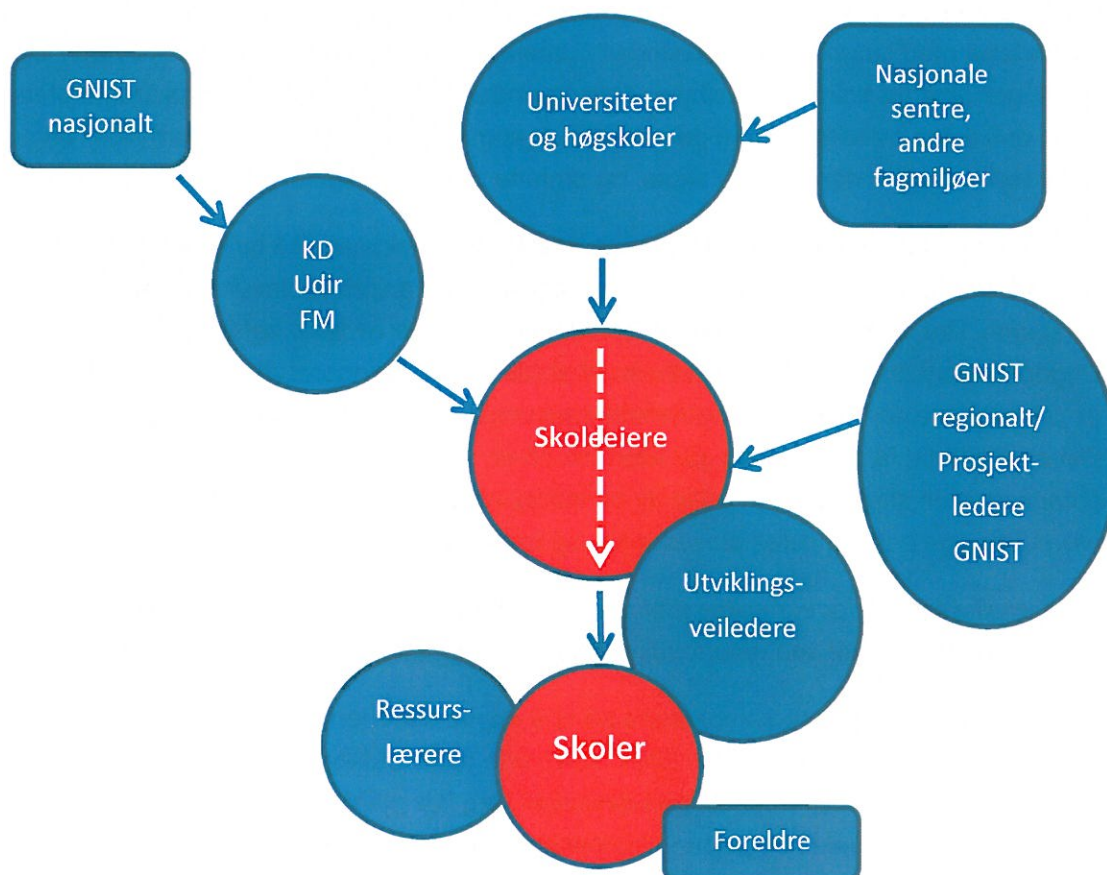 GNIST
nasjonalt
Universiteter
og høgskoler
Nasjonale
sentre,
andre
fagmiljøer
KD
Udir
FM
Skoleeiere
GNIST
regionalt/
Prosjekt-
ledere
GNIST
Utviklings-
veiledere
Ressurs-
lærere
Skoler
Foreldre